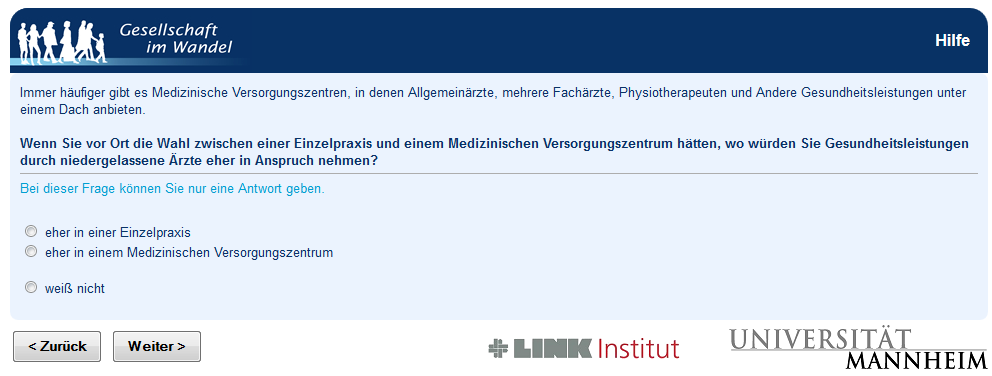 Gesellschaft
im Wandel
Hilfe
Immer häufiger gibt es Medizinische Versorgungszentren, in denen Allgemeinärzte, mehrere Fachärzte, Physiotherapeuten und Andere Gesundheitsleistungen unter
einem Dach anbieten.
Wenn Sie vor Ort die Wahl zwischen einer Einzelpraxis und einem Medizinischen Versorgungszentrum hätten, wo würden Sie Gesundheitsleistungen
durch niedergelassene Ärzte eher in Anspruch nehmen?
Bei dieser Frage können Sie nur eine Antwort geben.
eher in einer Einzelpraxis
eher in einem Medizinischen Versorgungszentrum
weiß nicht
< Zurück Weiter >
LINK Institut
UNIVERSITÄT
MANNHEIM